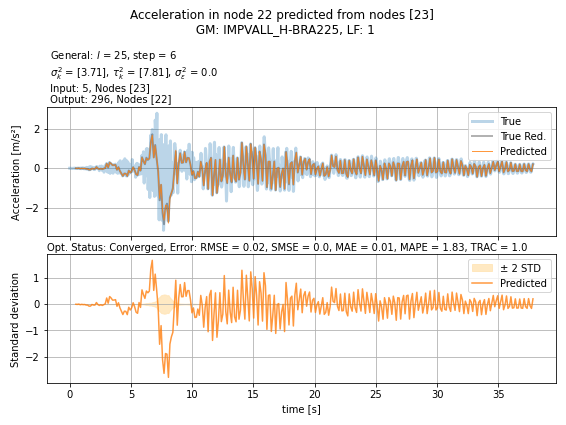 Acceleration in node 22 predicted from nodes [23]
GM: IMPVALL_H-BRA225, LF: 1
General: l = 25, step = 6
σ²ₖ = [3.71], τ²ₖ = [7.81], σ²ε = 0.0
Input: 5, Nodes [23]
Output: 296, Nodes [22]
Acceleration [m/s²]
2
0
−2
True
True Red.
Predicted
Opt. Status: Converged, Error: RMSE = 0.02, SMSE = 0.0, MAE = 0.01, MAPE = 1.83, TRAC = 1.0
Standard deviation
1
0
−1
−2
± 2 STD
Predicted
0 5 10 15 20 25 30 35
time [s]